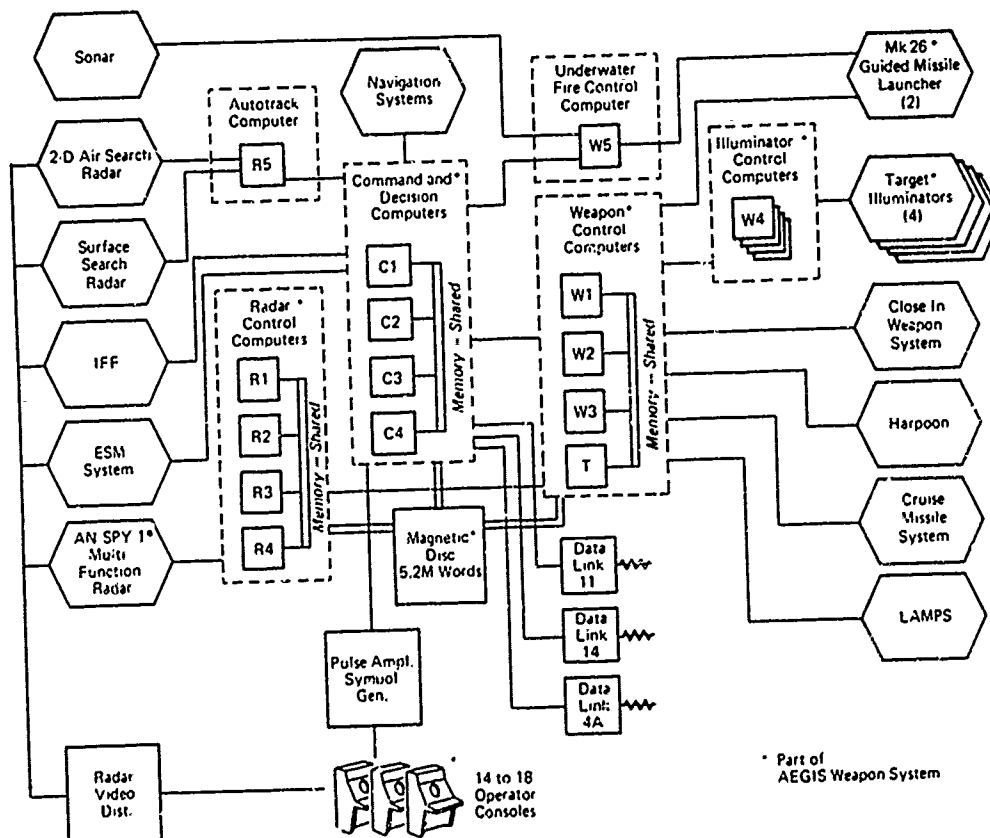 Sonar
Navigation
Systems
Underwater
Fire Control
Computer
W5
Mk 26 *
Guided Missile
Launcher
(2)
Autotrack
Computer
R5
2-D Air Search
Radar
Illuminator *
Control
Computers
W4
Target *
Illuminators
(4)
Command and *
Decision
Computers
C1
C2
C3
C4
Memory - Shared
Weapon *
Control
Computers
W1
W2
W3
T
Memory - Shared
Surface
Search
Radar
Radar *
Control
Computers
R1
R2
R3
R4
Memory - Shared
IFF
ESM
System
AN SPY 1 *
Multi
Function
Radar
Close In
Weapon
System
Harpoon
Cruise
Missile
System
LAMPS
Magnetic *
Disc
5.2M Words
Data
Link
11
Data
Link
14
Data
Link
4A
Pulse Ampl.
Symbol
Gen.
Radar
Video
Dist.
*
14 to 18
Operator
Consoles
* Part of
AEGIS Weapon System